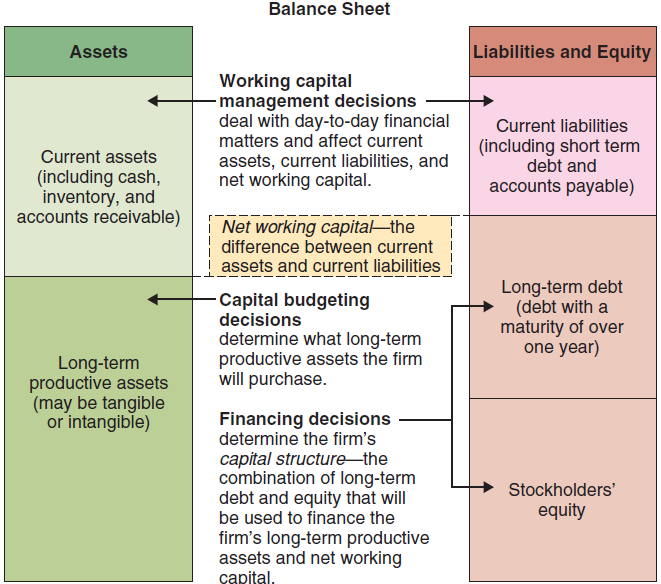 Balance Sheet
Assets
Liabilities and Equity
Current assets
(including cash,
inventory, and
accounts receivable)
Working capital
management decisions
deal with day-to-day financial
matters and affect current
assets, current liabilities, and
net working capital.
Current liabilities
(including short term
debt and
accounts payable)
Net working capital—the
difference between current
assets and current liabilities
Long-term
productive assets
(may be tangible
or intangible)
Capital budgeting
decisions
determine what long-term
productive assets the firm
will purchase.
Long-term debt
(debt with a
maturity of over
one year)
Financing decisions
determine the firm's
capital structure—the
combination of long-term
debt and equity that will
be used to finance the
firm's long-term productive
assets and net working
capital.
Stockholders'
equity